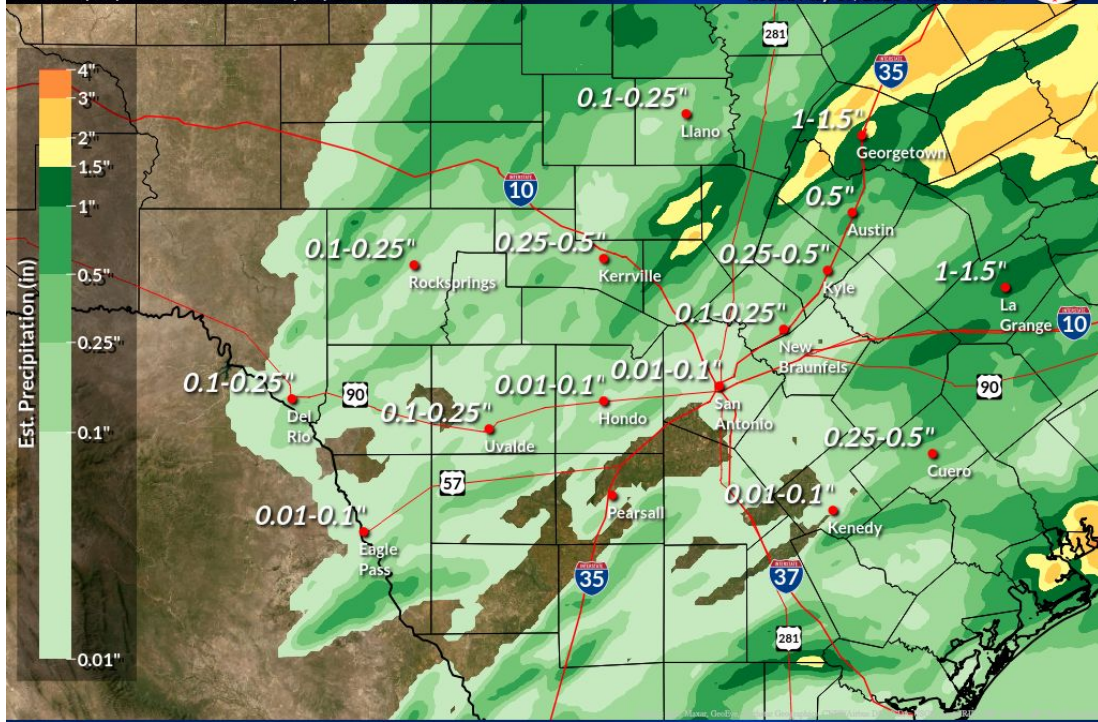 281
INTERSTATE
35
4"
3"
2"
1.5"
1"
0.5"
0.25"
0.1"
0.01"
Est. Precipitation (in)
0.1-0.25"
Llano
1-1.5"
Georgetown
INTERSTATE
10
0.5"
Austin
0.1-0.25"
Rocksprings
0.25-0.5"
Kerrville
0.25-0.5"
Kyle
1-1.5"
La
Grange
INTERSTATE
10
0.1-0.25"
New
Braunfels
0.1-0.25"
Del
Rio
90
0.1-0.25"
Uvalde
0.01-0.1"
Hondo
0.01-0.1"
San
Antonio
90
0.25-0.5"
Cuero
57
Pearsall
0.01-0.1"
Kenedy
0.01-0.1"
Eagle
Pass
INTERSTATE
35
INTERSTATE
37
281